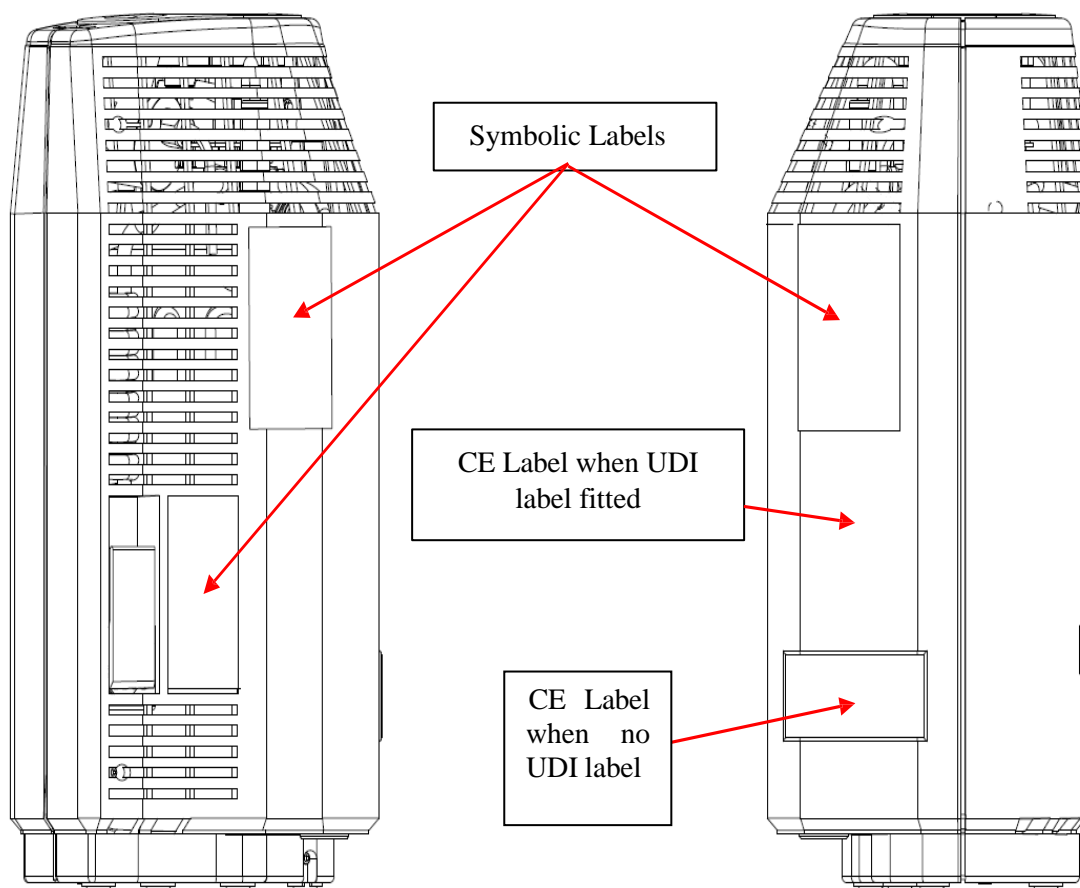 Symbolic Labels
CE Label when UDI
label fitted
CE Label
when no
UDI label